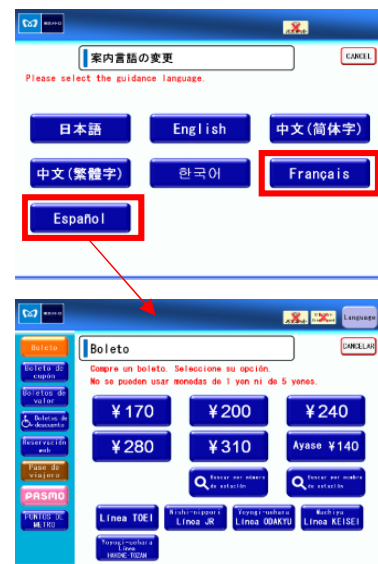 案内言語の変更
CANCEL
Please select the guidance language.
日本語
English
中文(简体字)
中文(繁體字)
한국어
Français
Español
Language
Boleto
Boleto
CANCELAR
Boleto de
cupón
Compre un boleto. Seleccione su opción.
No se pueden usar monedas de 1 yen ni de 5 yenes.
Boletos de
valor
¥170
¥200
¥240
Boletos de
descuento
Reservación
web
¥280
¥310
Ayase ¥140
Pase de
viajero
Buscar por número
de estación
Buscar por nombre
de estación
PASMO
PUNTOS DE
METRO
Línea TOEI
Nishi-nippori
Línea JR
Yoyogi-uehara
Línea ODAKYU
Machiya
Línea KEISEI
Yoyogi-uehara
Línea
HAKONE-TOZAN